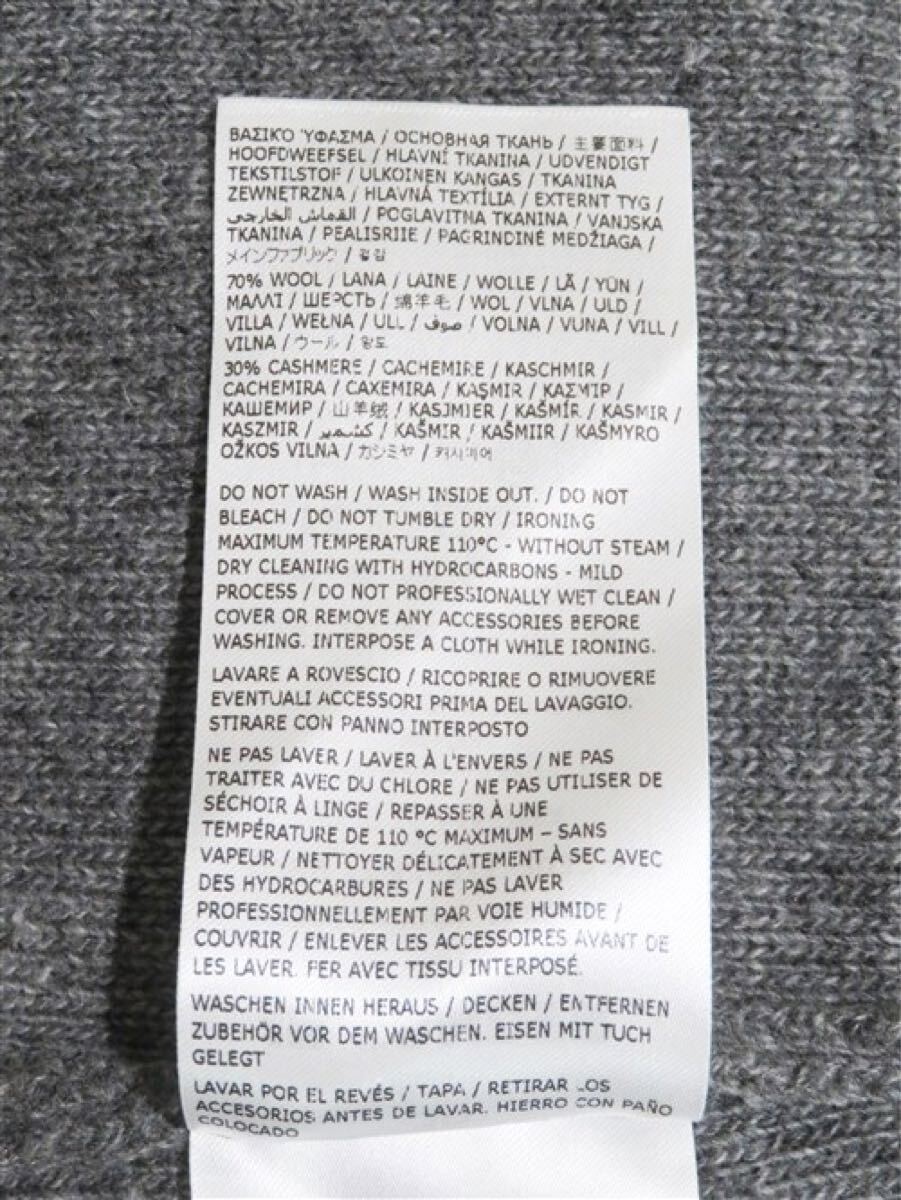 ΒΑΣΙΚΟ ΎΦΑΣΜΑ / ОСНОВНАЯ ТКАНЬ / 主要面料 /
HOOFDWEEFSEL / HLAVNÍ TKANINA / UDVENDIGT
TEKSTILSTOF / ULKOINEN KANGAS / TKANINA
ZEWNĘTRZNA / HLAVNÁ TEXTÍLIA / EXTERNT TYG /
القماش الخارجي / POGLAVITNA TKANINA / VANJSKA
TKANINA / PEALISRIIE / PAGRINDINĖ MEDŽIAGA /
メインファブリック / 겉감
70% WOOL / LANA / LAINE / WOLLE / LÃ / YÜN /
ΜΑΛΛΙ / ШЕРСТЬ / 绵羊毛 / WOL / VLNA / ULD /
VILLA / WEŁNA / ULL / صوف / VOLNA / VUNA / VILL /
VILNA / ウール / 양모
30% CASHMERE / CACHEMIRE / KASCHMIR /
CACHEMIRA / CAXEMIRA / KAŞMIR / ΚΑΣΜΙΡ /
КАШЕМИР / 山羊绒 / KASJMIER / KAŠMÍR / KASMIR /
KASZMIR / كشمير / KAŠMIR / KAŠMIIR / KAŠMYRO
OŽKOS VILNA / カシミヤ / 캐시미어
DO NOT WASH / WASH INSIDE OUT. / DO NOT
BLEACH / DO NOT TUMBLE DRY / IRONING
MAXIMUM TEMPERATURE 110°C - WITHOUT STEAM /
DRY CLEANING WITH HYDROCARBONS - MILD
PROCESS / DO NOT PROFESSIONALLY WET CLEAN /
COVER OR REMOVE ANY ACCESSORIES BEFORE
WASHING. INTERPOSE A CLOTH WHILE IRONING.
LAVARE A ROVESCIO / RICOPRIRE O RIMUOVERE
EVENTUALI ACCESSORI PRIMA DEL LAVAGGIO.
STIRARE CON PANNO INTERPOSTO
NE PAS LAVER / LAVER À L'ENVERS / NE PAS
TRAITER AVEC DU CHLORE / NE PAS UTILISER DE
SÉCHOIR À LINGE / REPASSER À UNE
TEMPÉRATURE DE 110 °C MAXIMUM – SANS
VAPEUR / NETTOYER DÉLICATEMENT À SEC AVEC
DES HYDROCARBURES / NE PAS LAVER
PROFESSIONNELLEMENT PAR VOIE HUMIDE /
COUVRIR / ENLEVER LES ACCESSOIRES AVANT DE
LES LAVER. FER AVEC TISSU INTERPOSÉ.
WASCHEN INNEN HERAUS / DECKEN / ENTFERNEN
ZUBEHÖR VOR DEM WASCHEN. EISEN MIT TUCH
GELEGT
LAVAR POR EL REVÉS / TAPA / RETIRAR LOS
ACCESORIOS ANTES DE LAVAR. HIERRO CON PAÑO
COLOCADO